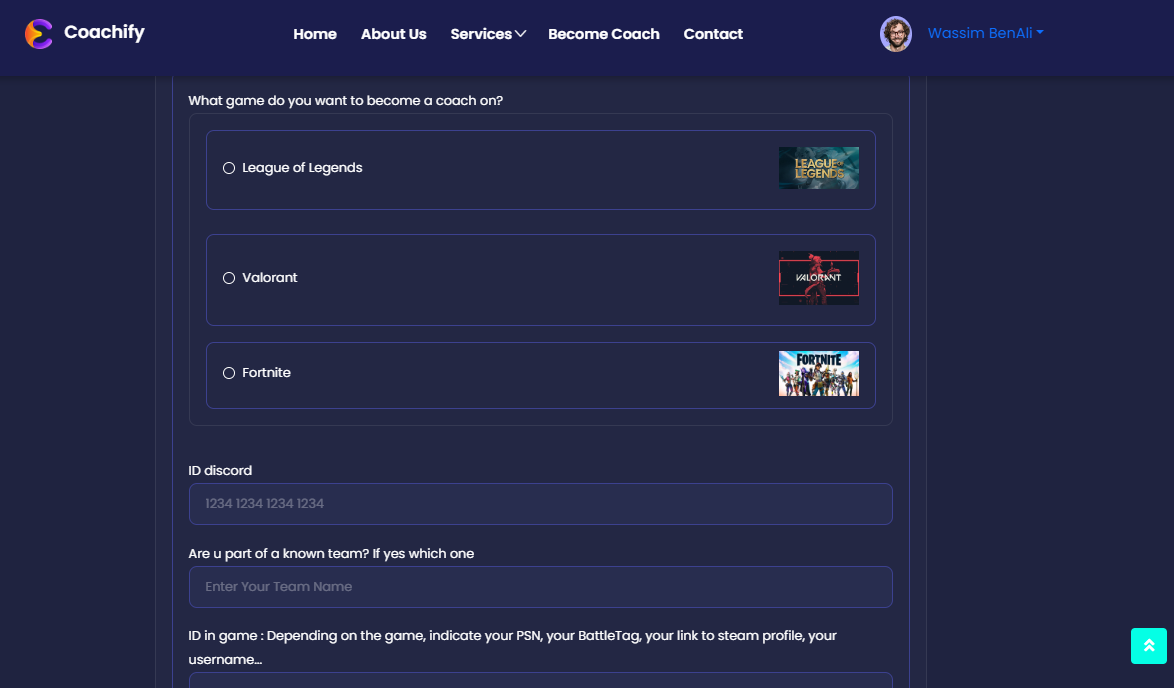 Coachify
Home
About Us
Services
Become Coach
Contact
Wassim BenAli
What game do you want to become a coach on?
League of Legends
LEAGUE OF
LEGENDS
Valorant
VALORANT
Fortnite
FORTNITE
ID discord
1234 1234 1234 1234
Are u part of a known team? If yes which one
Enter Your Team Name
ID in game : Depending on the game, indicate your PSN, your BattleTag, your link to steam profile, your
username...